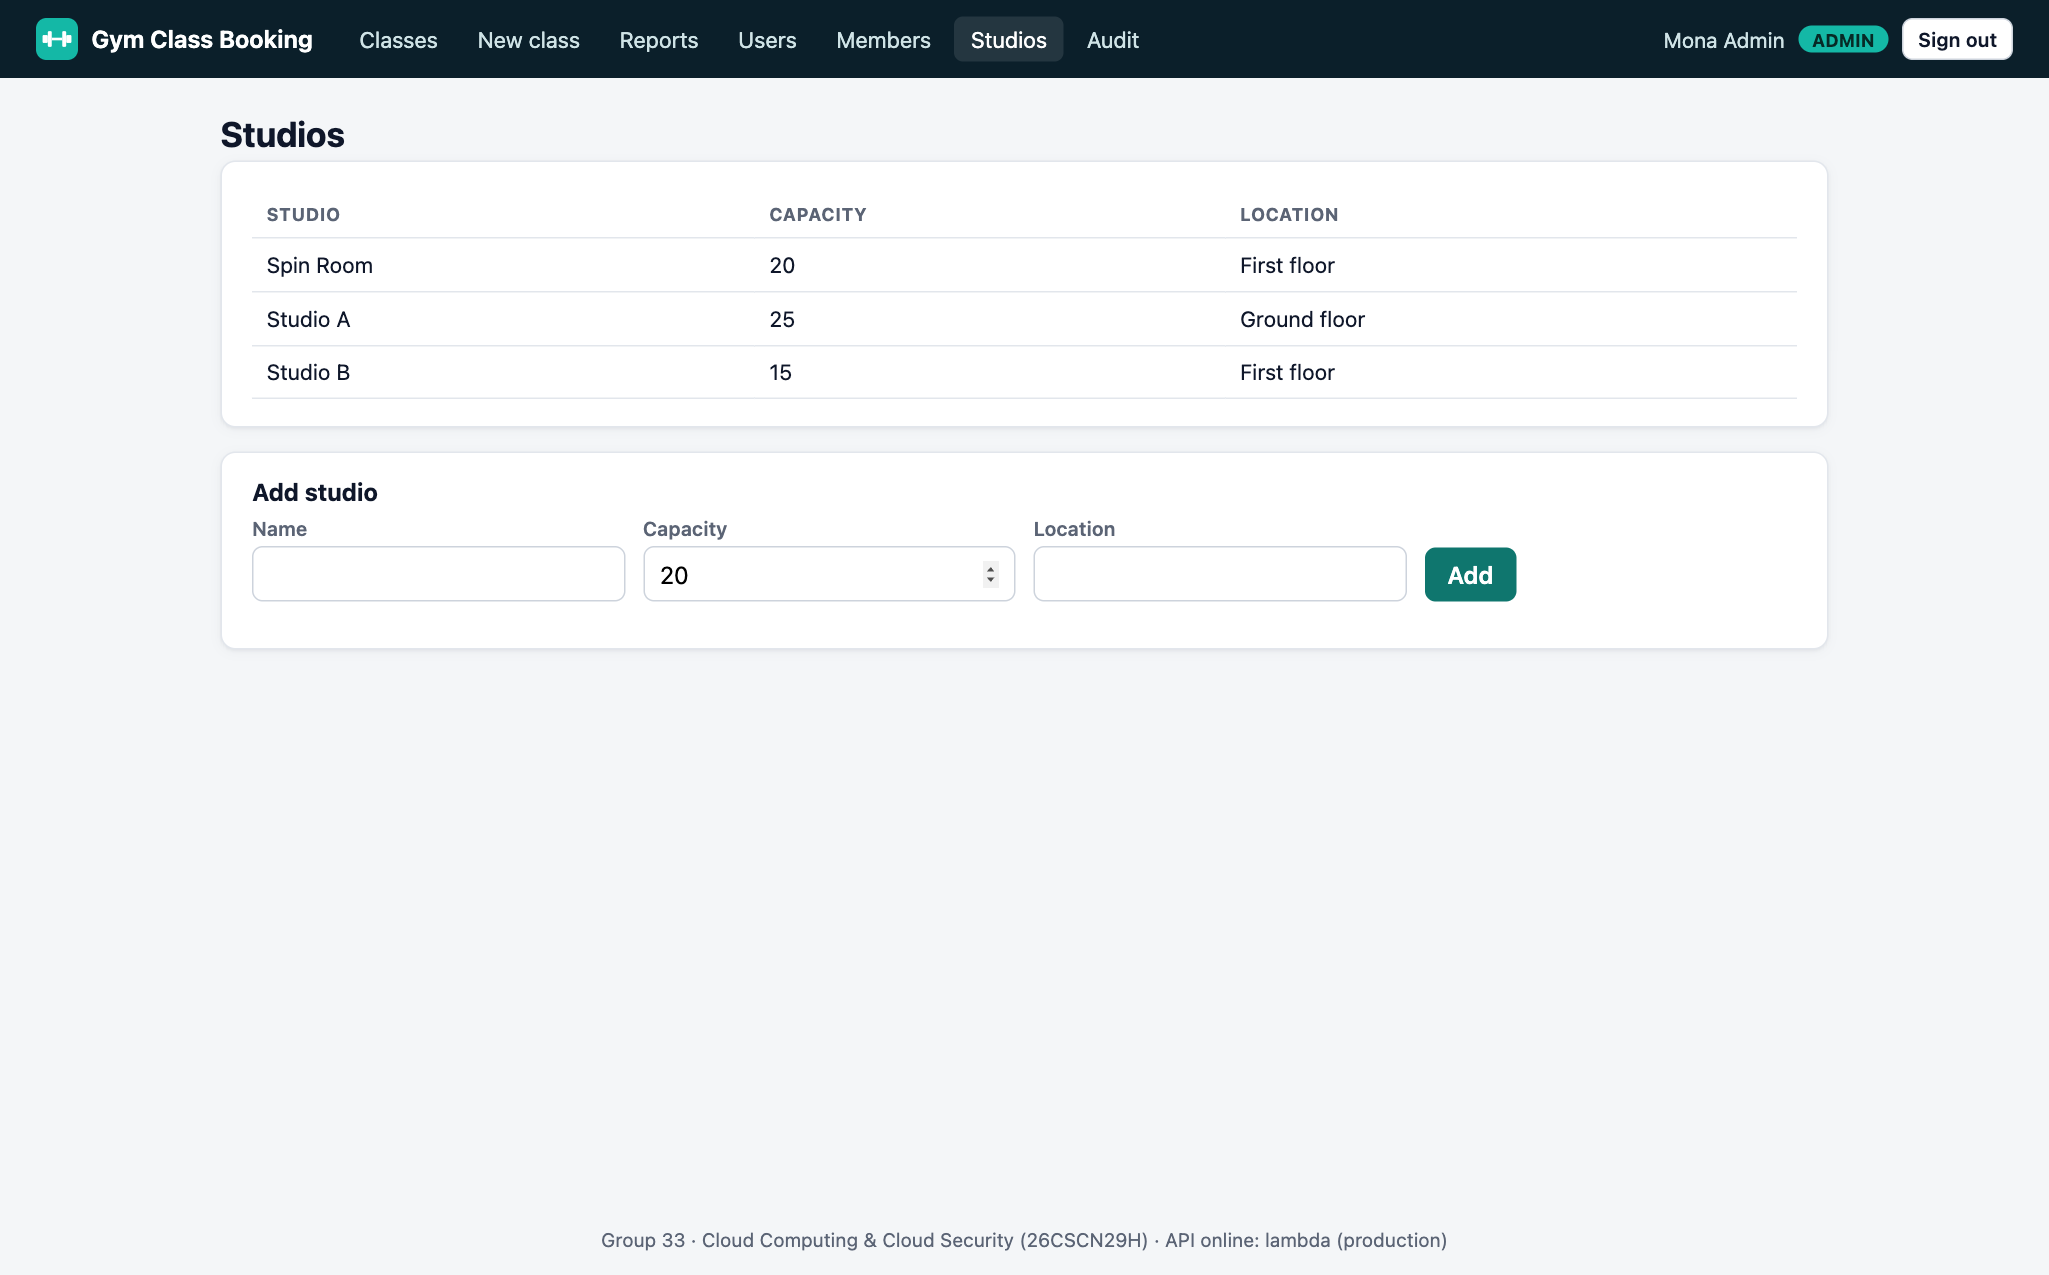 Gym Class Booking Classes New class Reports Users Members Studios Audit Mona Admin ADMIN Sign out
Studios
STUDIO CAPACITY LOCATION
Spin Room 20 First floor
Studio A 25 Ground floor
Studio B 15 First floor
Add studio
Name Capacity Location
20 Add
Group 33 · Cloud Computing & Cloud Security (26CSCN29H) · API online: lambda (production)